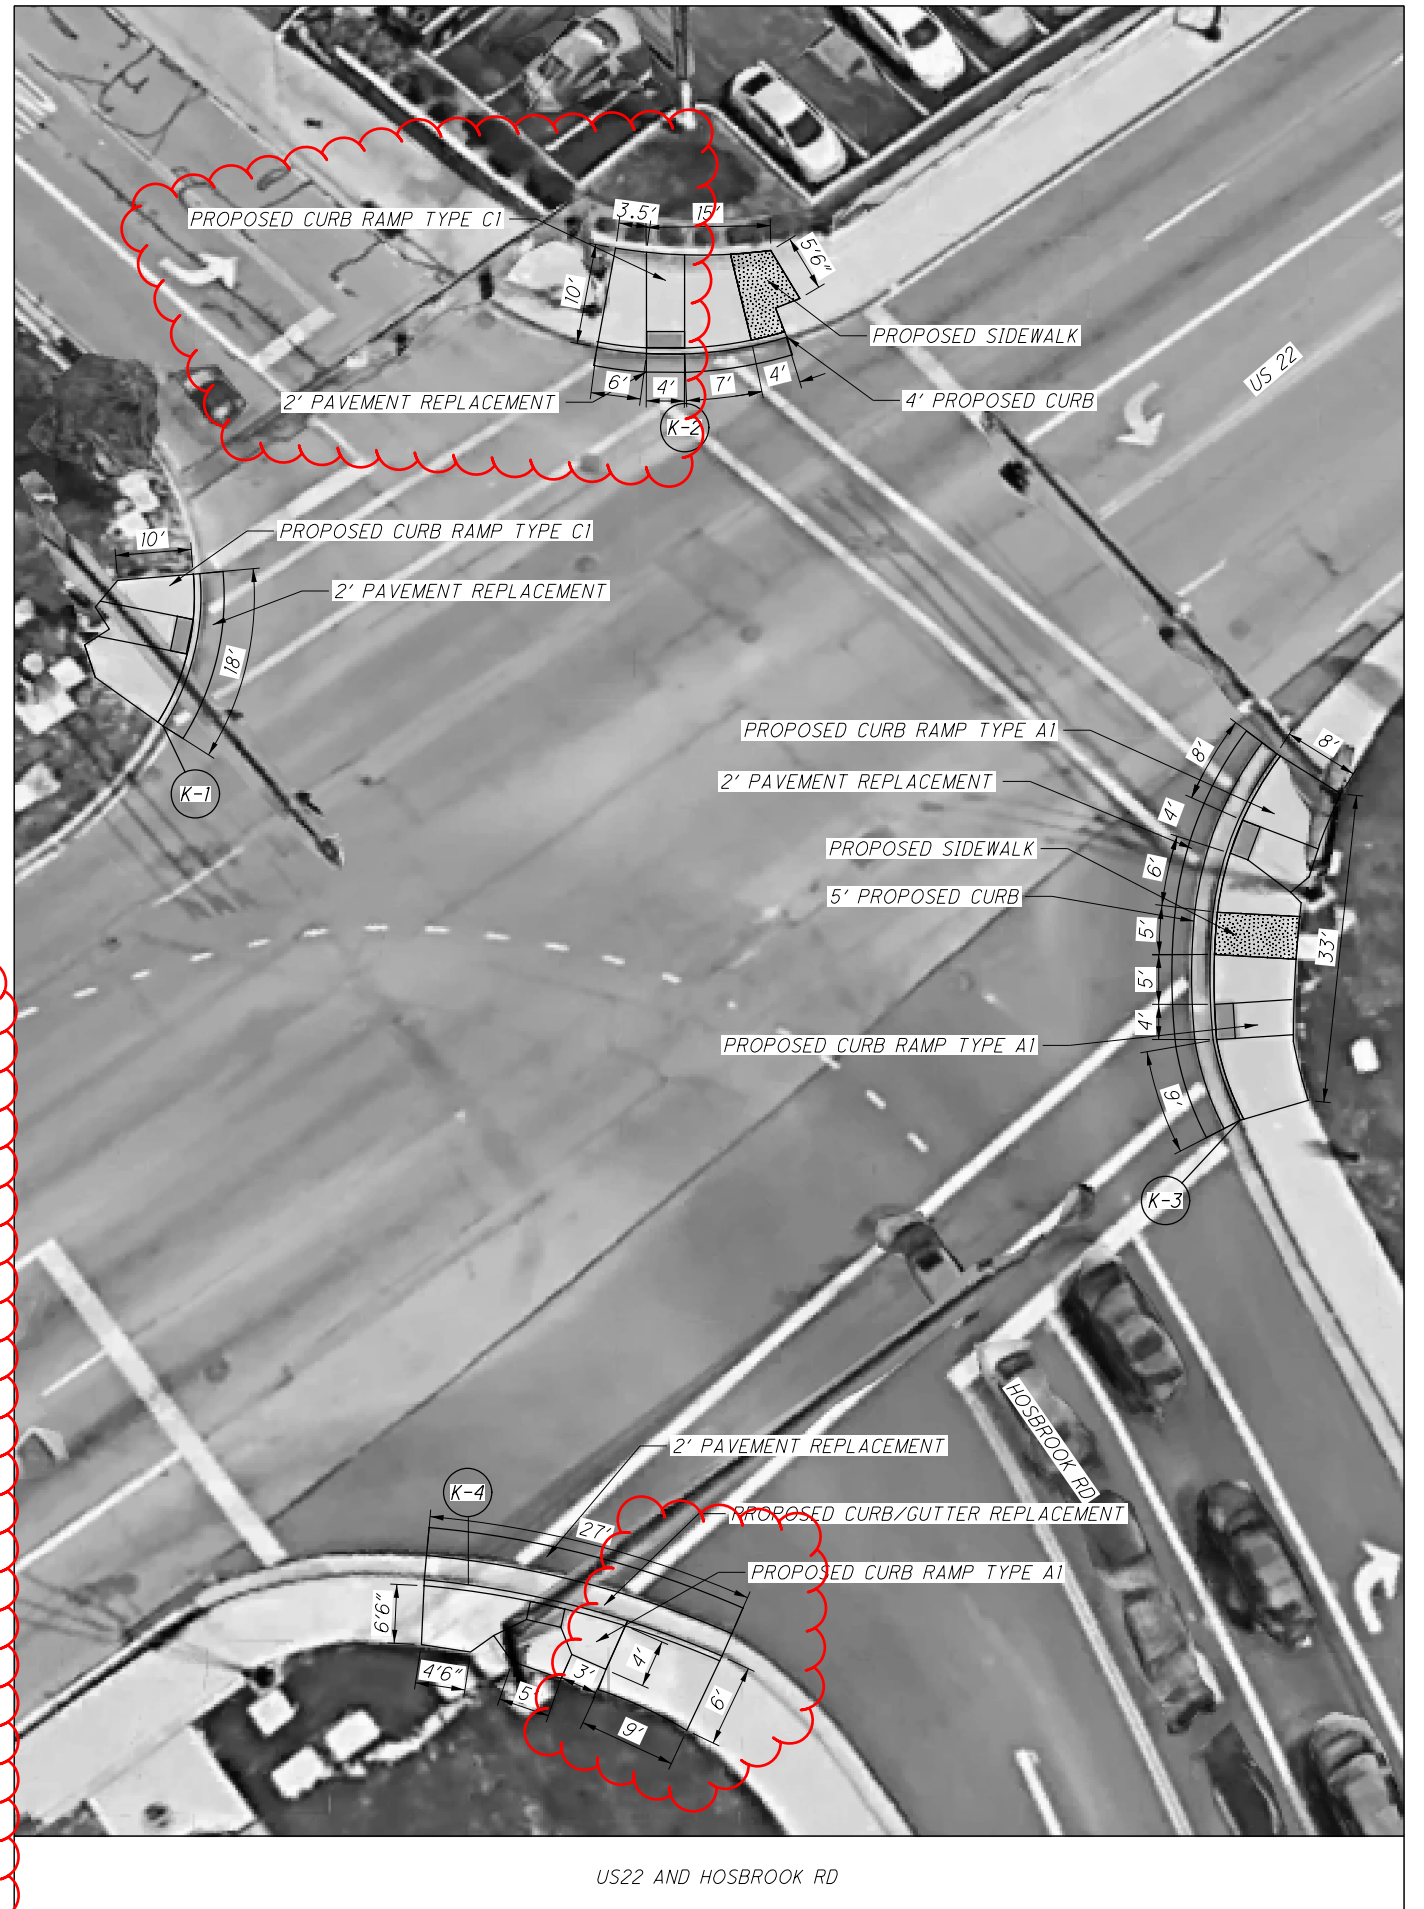 3.5'
15'
PROPOSED CURB RAMP TYPE C1
5'6"
10'
PROPOSED SIDEWALK
US 22
6'
4'
7'
4'
2' PAVEMENT REPLACEMENT
4' PROPOSED CURB
K-2
PROPOSED CURB RAMP TYPE C1
10'
2' PAVEMENT REPLACEMENT
18'
K-1
PROPOSED CURB RAMP TYPE A1
8'
8'
2' PAVEMENT REPLACEMENT
4'
PROPOSED SIDEWALK
6'
5' PROPOSED CURB
5'
33'
5'
4'
PROPOSED CURB RAMP TYPE A1
9'
K-3
HOSBROOK RD
2' PAVEMENT REPLACEMENT
K-4
PROPOSED CURB/GUTTER REPLACEMENT
27'
PROPOSED CURB RAMP TYPE A1
6'6"
4'
4'6"
3'
5'
6'
9'
US22 AND HOSBROOK RD